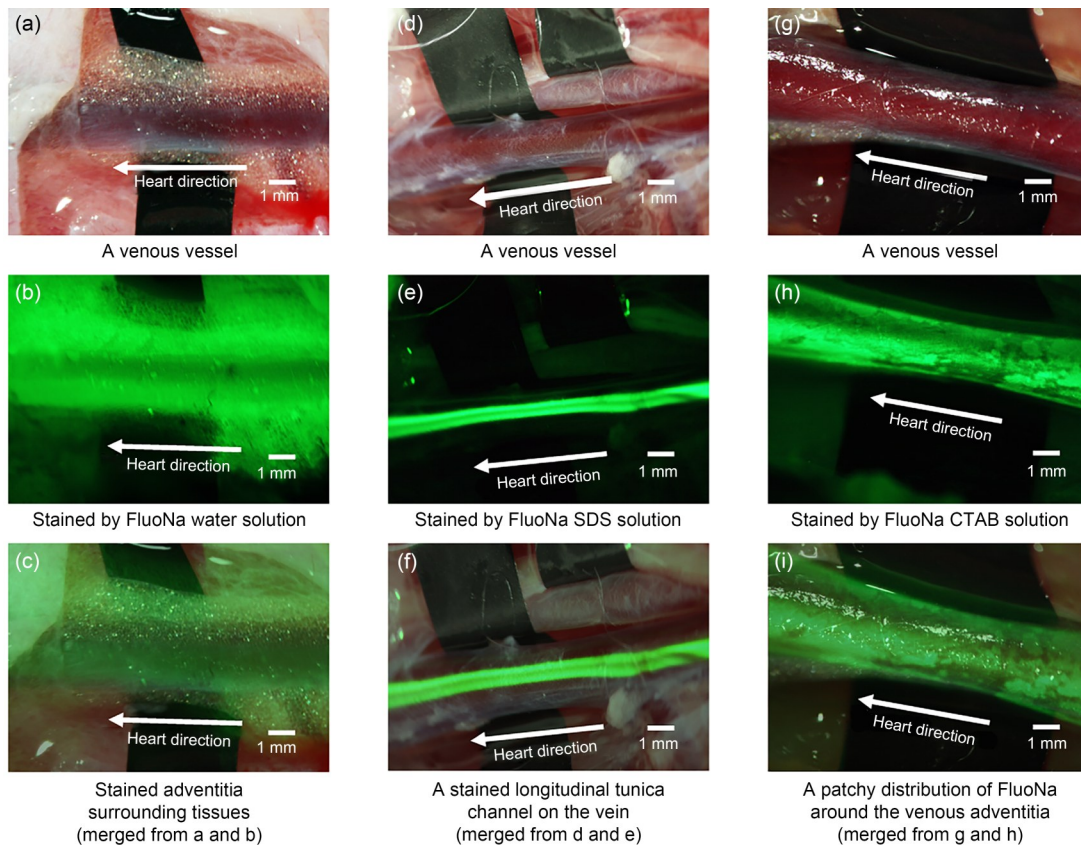 (a)
Heart direction
1 mm
A venous vessel
(d)
Heart direction
1 mm
A venous vessel
(g)
Heart direction
1 mm
A venous vessel
(b)
Heart direction
1 mm
Stained by FluoNa water solution
(e)
Heart direction
1 mm
Stained by FluoNa SDS solution
(h)
Heart direction
1 mm
Stained by FluoNa CTAB solution
(c)
Heart direction
1 mm
Stained adventitia
surrounding tissues
(merged from a and b)
(f)
Heart direction
1 mm
A stained longitudinal tunica
channel on the vein
(merged from d and e)
(i)
Heart direction
1 mm
A patchy distribution of FluoNa
around the venous adventitia
(merged from g and h)